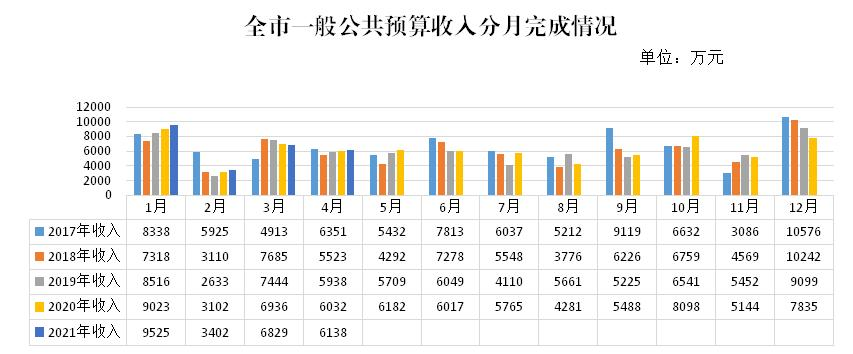 全市一般公共预算收入分月完成情况
单位：万元
12000
10000
8000
6000
4000
2000
0
1月 2月 3月 4月 5月 6月 7月 8月 9月 10月 11月 12月
2017年收入 8338 5925 4913 6351 5432 7813 6037 5212 9119 6632 3086 10576
2018年收入 7318 3110 7685 5523 4292 7278 5548 3776 6226 6759 4569 10242
2019年收入 8516 2633 7444 5938 5709 6049 4110 5661 5225 6541 5452 9099
2020年收入 9023 3102 6936 6032 6182 6017 5765 4281 5488 8098 5144 7835
2021年收入 9525 3402 6829 6138